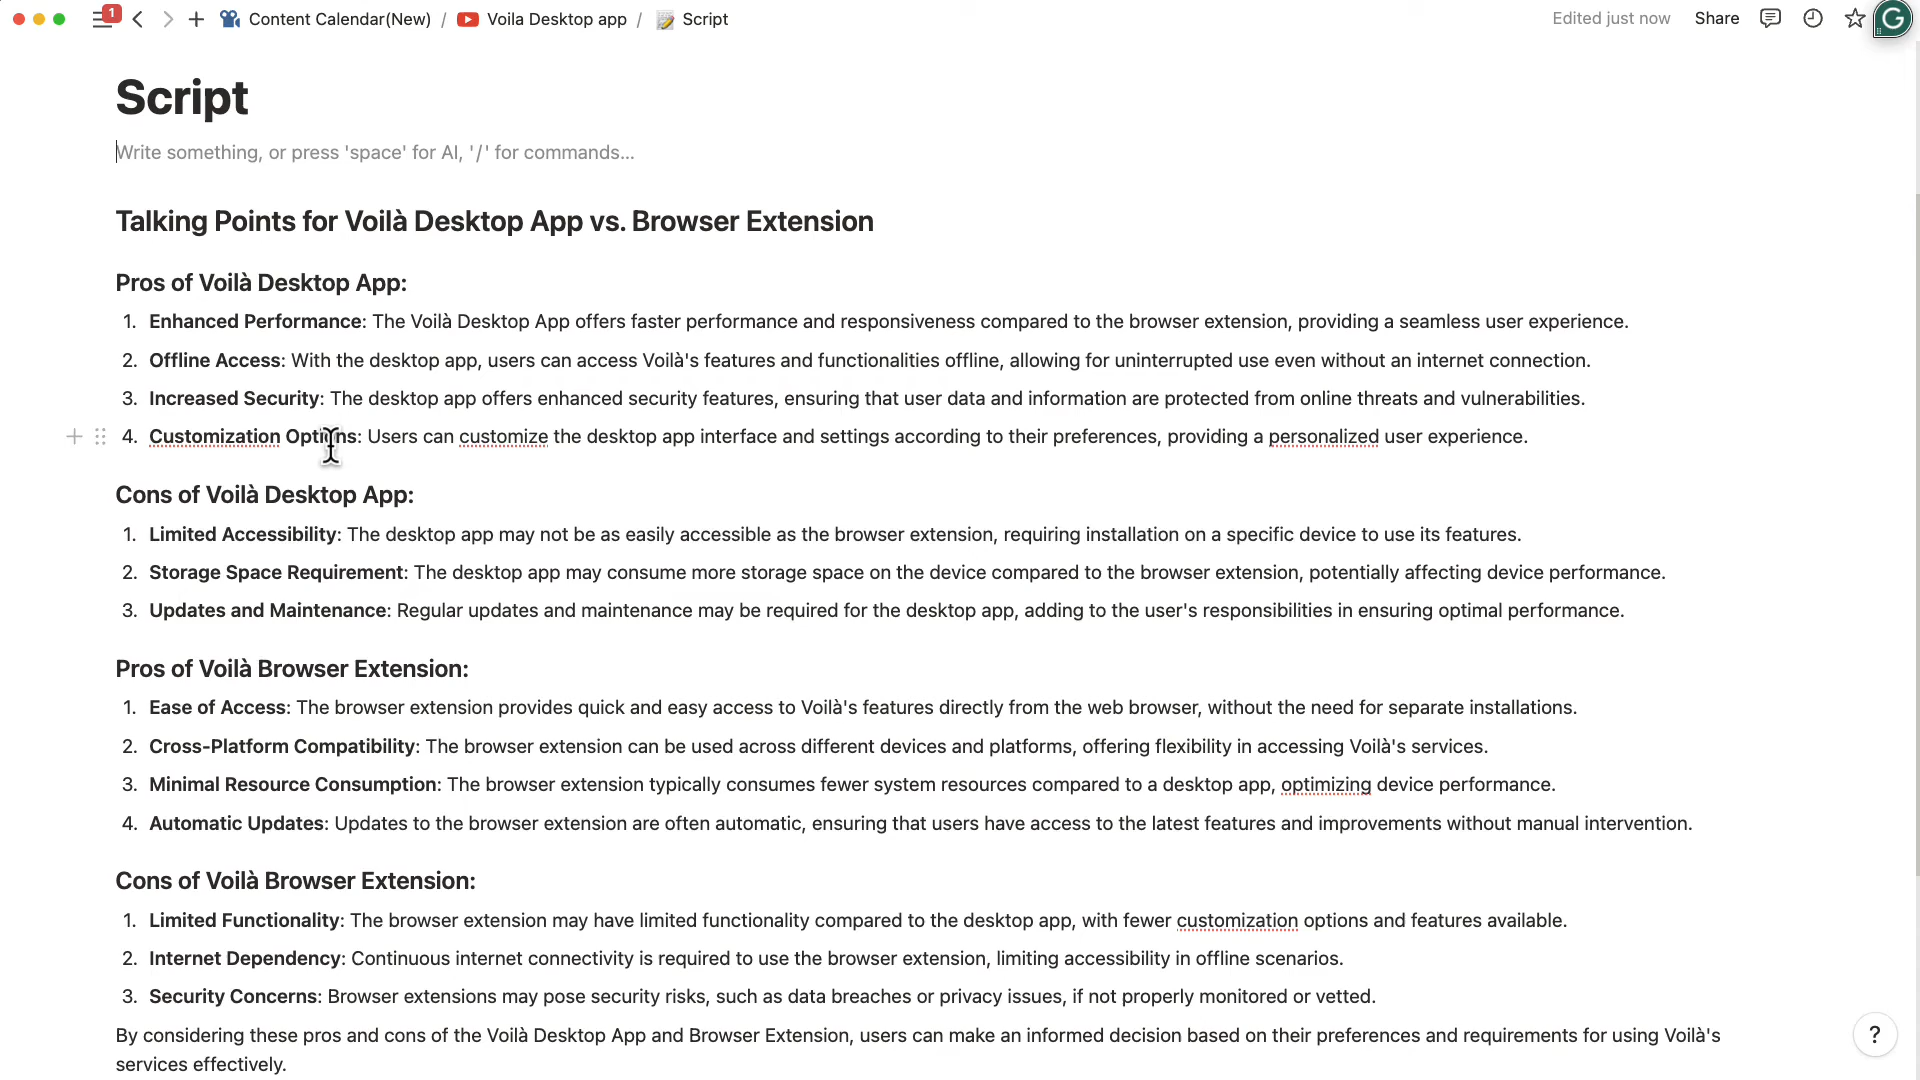 1
Content Calendar(New) / Voila Desktop app / Script
Edited just now Share
Script
Write something, or press 'space' for AI, '/' for commands...
Talking Points for Voilà Desktop App vs. Browser Extension
Pros of Voilà Desktop App:
1. Enhanced Performance: The Voilà Desktop App offers faster performance and responsiveness compared to the browser extension, providing a seamless user experience.
2. Offline Access: With the desktop app, users can access Voilà's features and functionalities offline, allowing for uninterrupted use even without an internet connection.
3. Increased Security: The desktop app offers enhanced security features, ensuring that user data and information are protected from online threats and vulnerabilities.
4. Customization Options: Users can customize the desktop app interface and settings according to their preferences, providing a personalized user experience.
Cons of Voilà Desktop App:
1. Limited Accessibility: The desktop app may not be as easily accessible as the browser extension, requiring installation on a specific device to use its features.
2. Storage Space Requirement: The desktop app may consume more storage space on the device compared to the browser extension, potentially affecting device performance.
3. Updates and Maintenance: Regular updates and maintenance may be required for the desktop app, adding to the user's responsibilities in ensuring optimal performance.
Pros of Voilà Browser Extension:
1. Ease of Access: The browser extension provides quick and easy access to Voilà's features directly from the web browser, without the need for separate installations.
2. Cross-Platform Compatibility: The browser extension can be used across different devices and platforms, offering flexibility in accessing Voilà's services.
3. Minimal Resource Consumption: The browser extension typically consumes fewer system resources compared to a desktop app, optimizing device performance.
4. Automatic Updates: Updates to the browser extension are often automatic, ensuring that users have access to the latest features and improvements without manual intervention.
Cons of Voilà Browser Extension:
1. Limited Functionality: The browser extension may have limited functionality compared to the desktop app, with fewer customization options and features available.
2. Internet Dependency: Continuous internet connectivity is required to use the browser extension, limiting accessibility in offline scenarios.
3. Security Concerns: Browser extensions may pose security risks, such as data breaches or privacy issues, if not properly monitored or vetted.
By considering these pros and cons of the Voilà Desktop App and Browser Extension, users can make an informed decision based on their preferences and requirements for using Voilà's
services effectively.
?